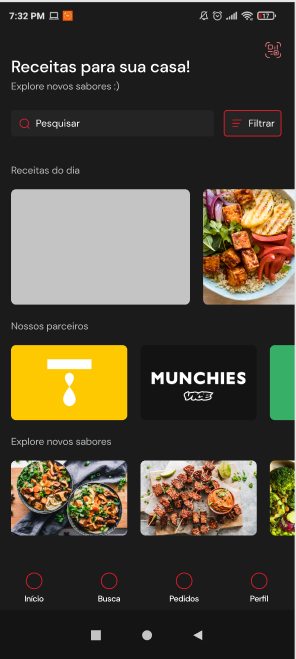 7:32 PM
17
Receitas para sua casa!
Explore novos sabores :)
Pesquisar
Filtrar
Receitas do dia
Nossos parceiros
MUNCHIES
VICE
Explore novos sabores
Início
Busca
Pedidos
Perfil